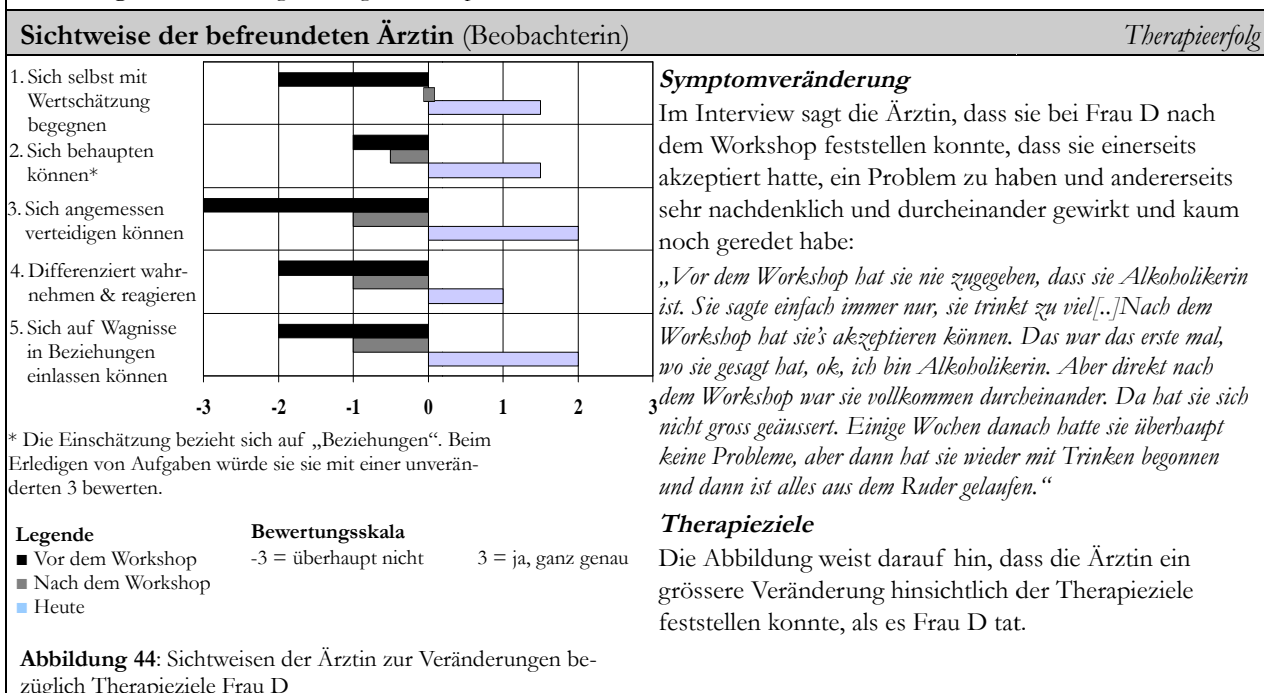 Sichtweise der befreundeten Ärztin (Beobachterin) Therapieerfolg
1. Sich selbst mit
Wertschätzung
begegnen
2. Sich behaupten
können*
3. Sich angemessen
verteidigen können
4. Differenziert wahr-
nehmen & reagieren
5. Sich auf Wagnisse
in Beziehungen
einlassen können
-3 -2 -1 0 1 2 3
* Die Einschätzung bezieht sich auf „Beziehungen“. Beim
Erledigen von Aufgaben würde sie sie mit einer unverän-
derten 3 bewerten.
Legende
■ Vor dem Workshop
■ Nach dem Workshop
■ Heute
Bewertungsskala
-3 = überhaupt nicht 3 = ja, ganz genau
Abbildung 44: Sichtweisen der Ärztin zur Veränderungen be-
züglich Therapieziele Frau D
Symptomveränderung
Im Interview sagt die Ärztin, dass sie bei Frau D nach
dem Workshop feststellen konnte, dass sie einerseits
akzeptiert hatte, ein Problem zu haben und andererseits
sehr nachdenklich und durcheinander gewirkt und kaum
noch geredet habe:
„Vor dem Workshop hat sie nie zugegeben, dass sie Alkoholikerin
ist. Sie sagte einfach immer nur, sie trinkt zu viel[..]Nach dem
Workshop hat sie's akzeptieren können. Das war das erste mal,
wo sie gesagt hat, ok, ich bin Alkoholikerin. Aber direkt nach
dem Workshop war sie vollkommen durcheinander. Da hat sie sich
nicht gross geäussert. Einige Wochen danach hatte sie überhaupt
keine Probleme, aber dann hat sie wieder mit Trinken begonnen
und dann ist alles aus dem Ruder gelaufen.“
Therapieziele
Die Abbildung weist darauf hin, dass die Ärztin ein
grössere Veränderung hinsichtlich der Therapieziele
feststellen konnte, als es Frau D tat.